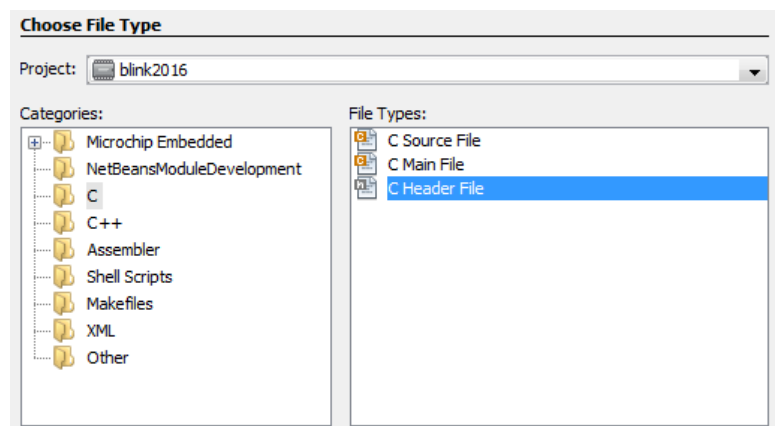 Choose File Type
Project: blink2016
Categories:
Microchip Embedded
NetBeansModuleDevelopment
C
C++
Assembler
Shell Scripts
Makefiles
XML
Other
File Types:
C Source File
C Main File
C Header File